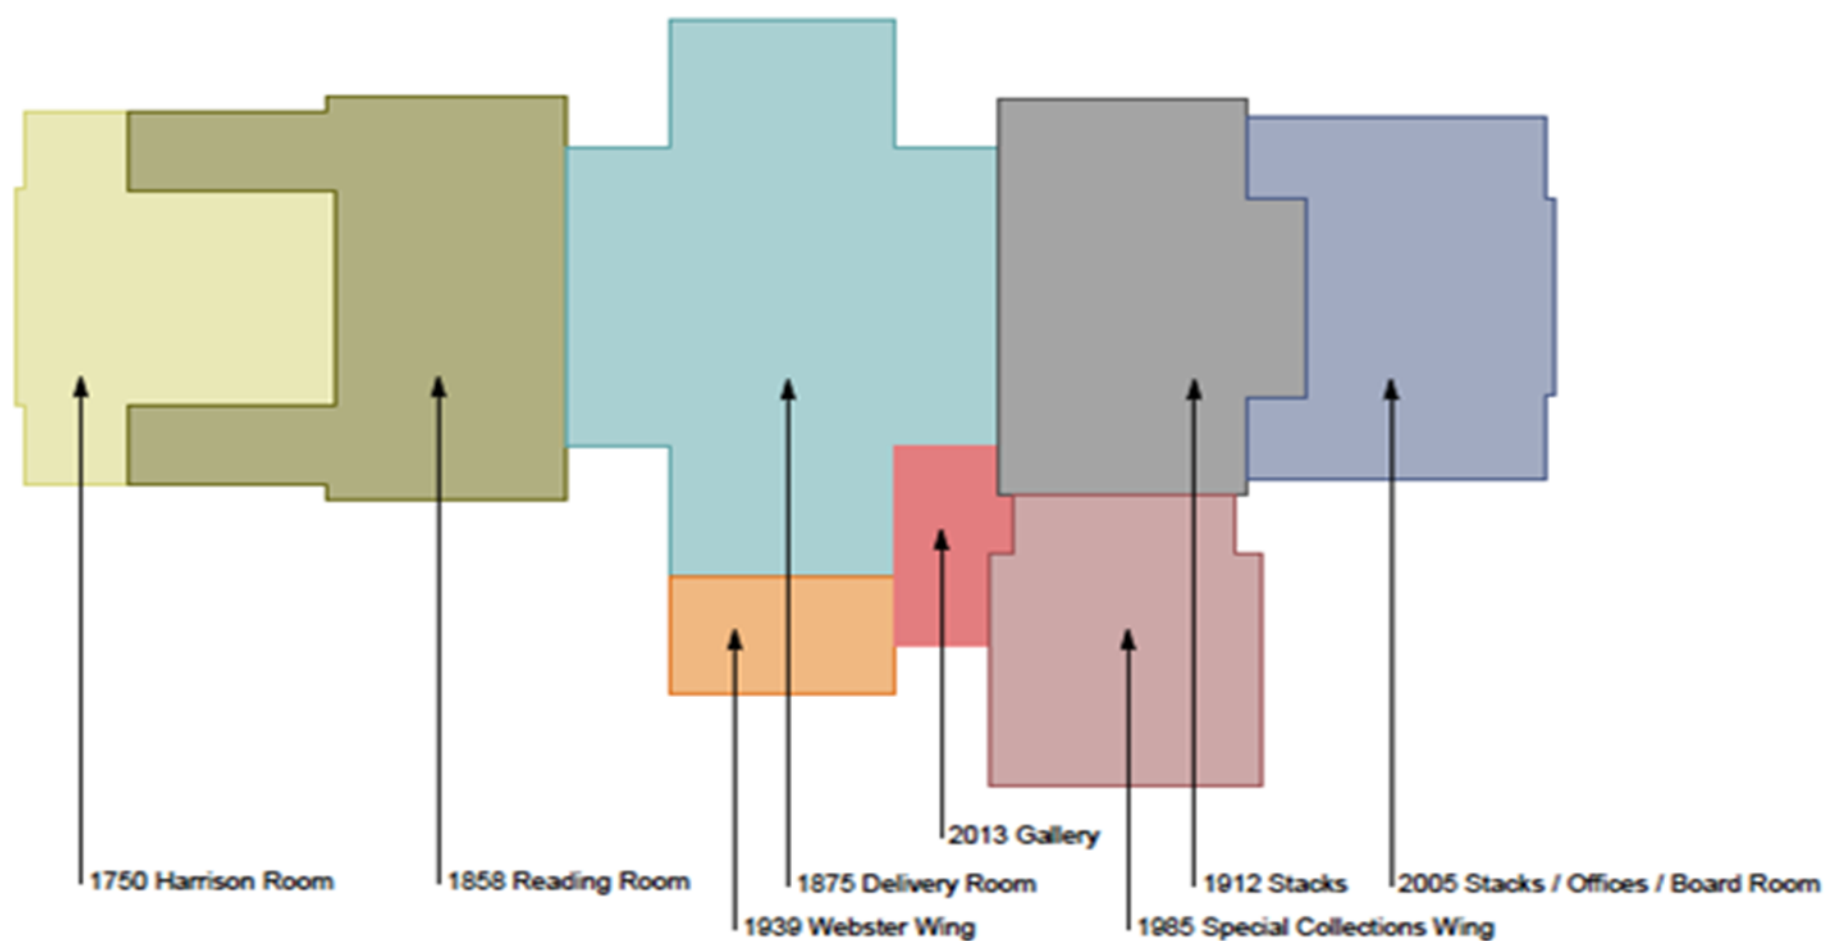 2013 Gallery
1750 Harrison Room
1858 Reading Room
1875 Delivery Room
1912 Stacks
2005 Stacks / Offices / Board Room
1939 Webster Wing
1985 Special Collections Wing